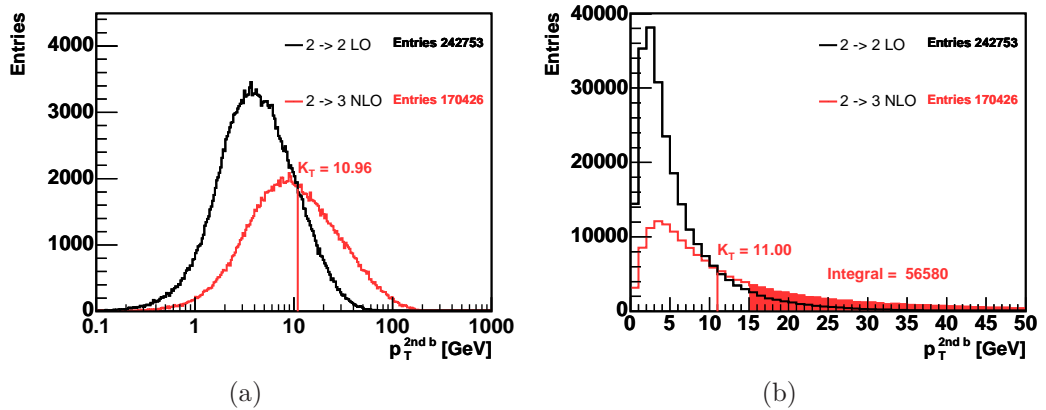 Entries
4000
3000
2000
1000
0
2 -> 2 LO
Entries 242753
2 -> 3 NLO
Entries 170426
K_T = 10.96
0.1
1
10
100
1000
p_T^2nd b [GeV]
(a)
Entries
40000
30000
20000
10000
0
2 -> 2 LO
Entries 242753
2 -> 3 NLO
Entries 170426
K_T = 11.00
Integral = 56580
0
5
10
15
20
25
30
35
40
45
50
p_T^2nd b [GeV]
(b)